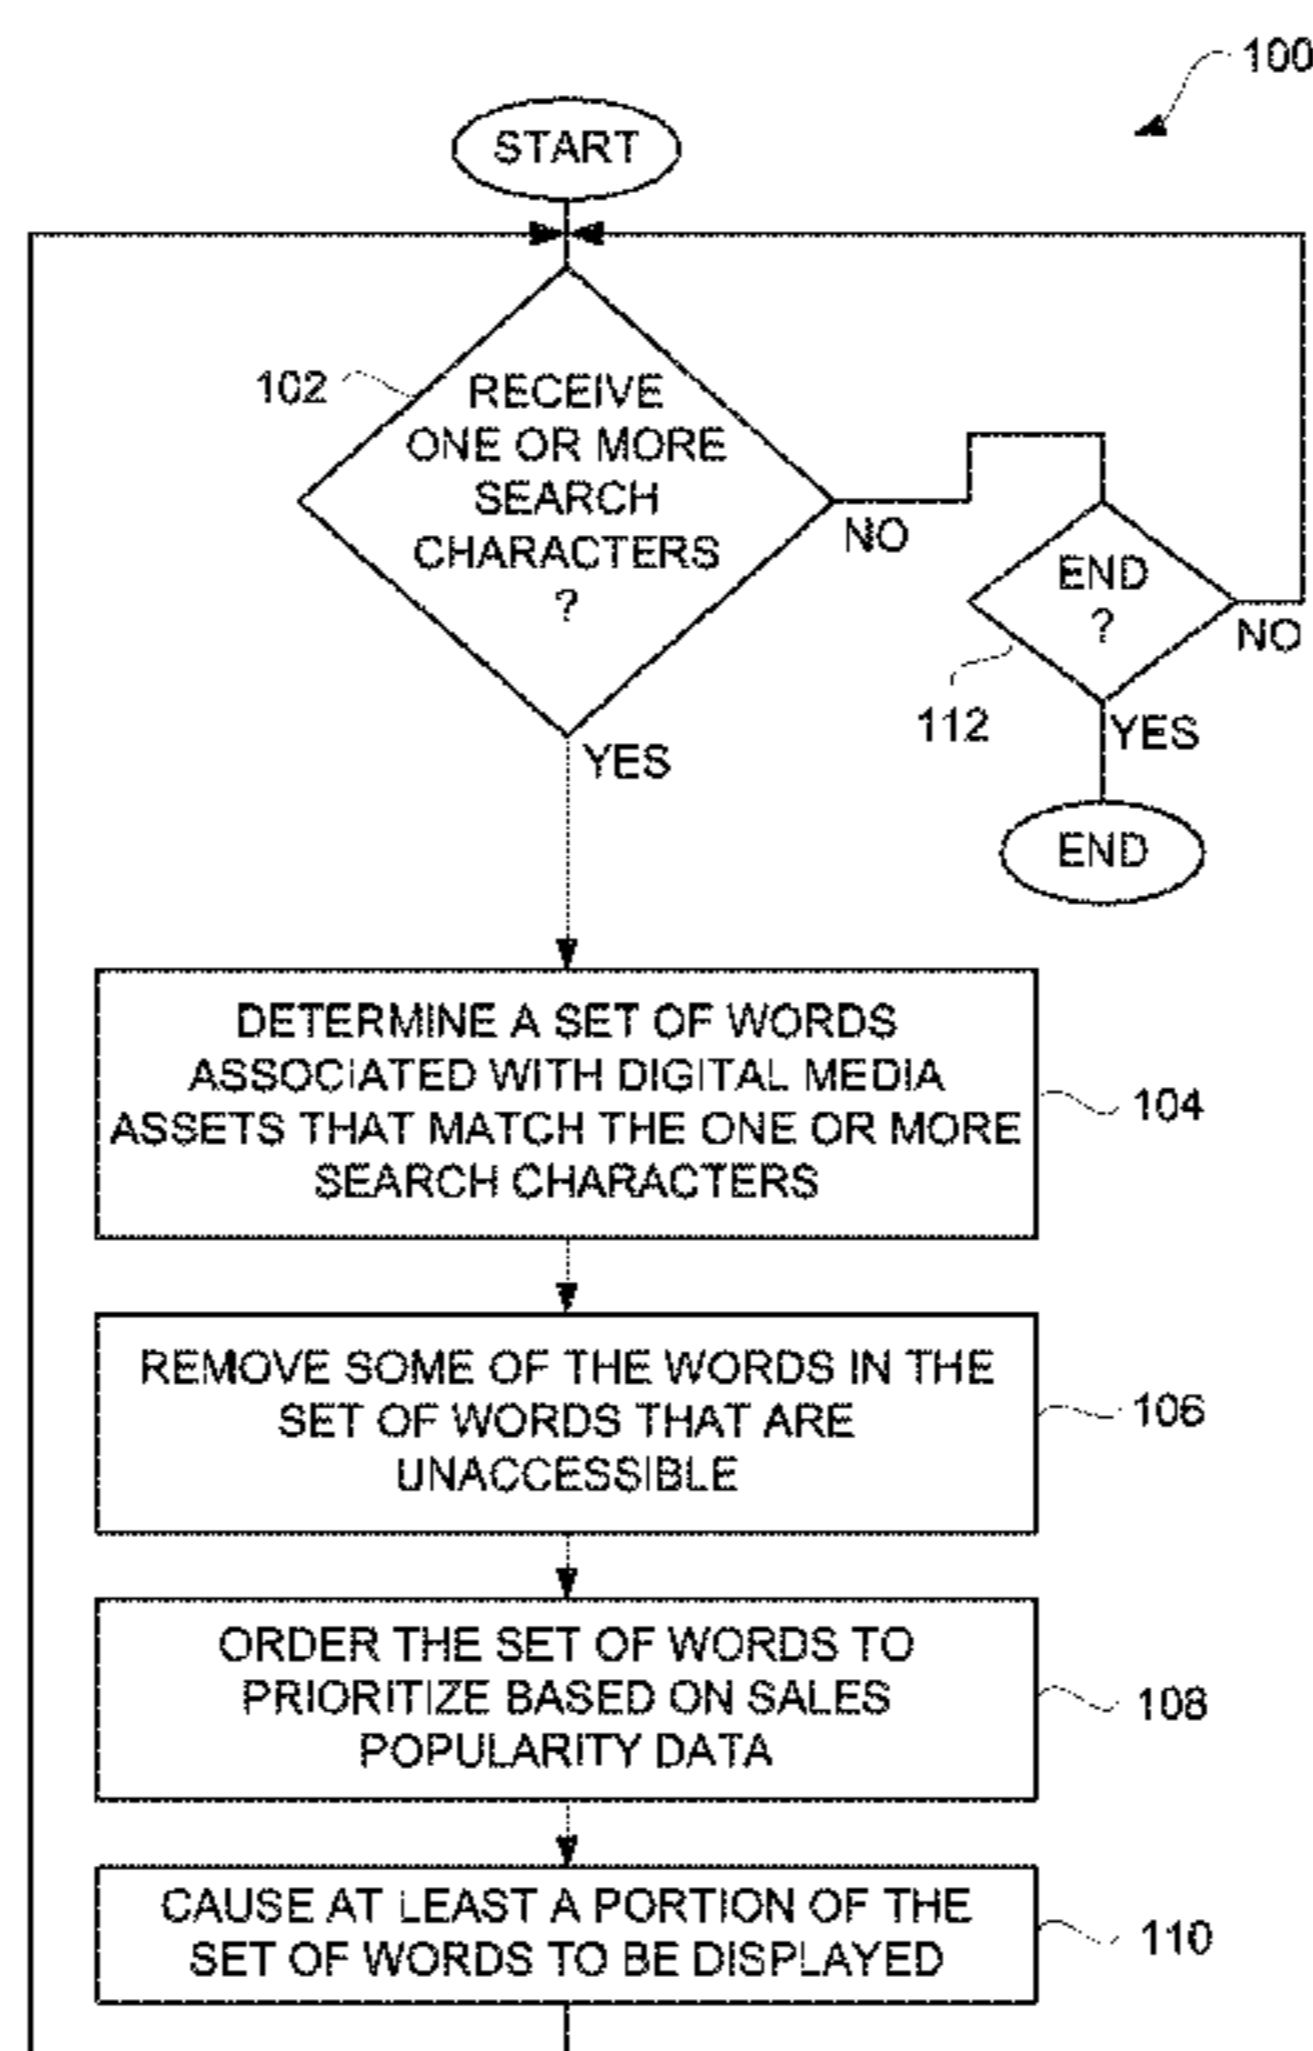 100
START
102
RECEIVE
ONE OR MORE
SEARCH
CHARACTERS
?
NO
END
?
NO
112
YES
YES
END
DETERMINE A SET OF WORDS
ASSOCIATED WITH DIGITAL MEDIA
ASSETS THAT MATCH THE ONE OR MORE
SEARCH CHARACTERS
104
REMOVE SOME OF THE WORDS IN THE
SET OF WORDS THAT ARE
UNACCESSIBLE
106
ORDER THE SET OF WORDS TO
PRIORITIZE BASED ON SALES
POPULARITY DATA
108
CAUSE AT LEAST A PORTION OF THE
SET OF WORDS TO BE DISPLAYED
110